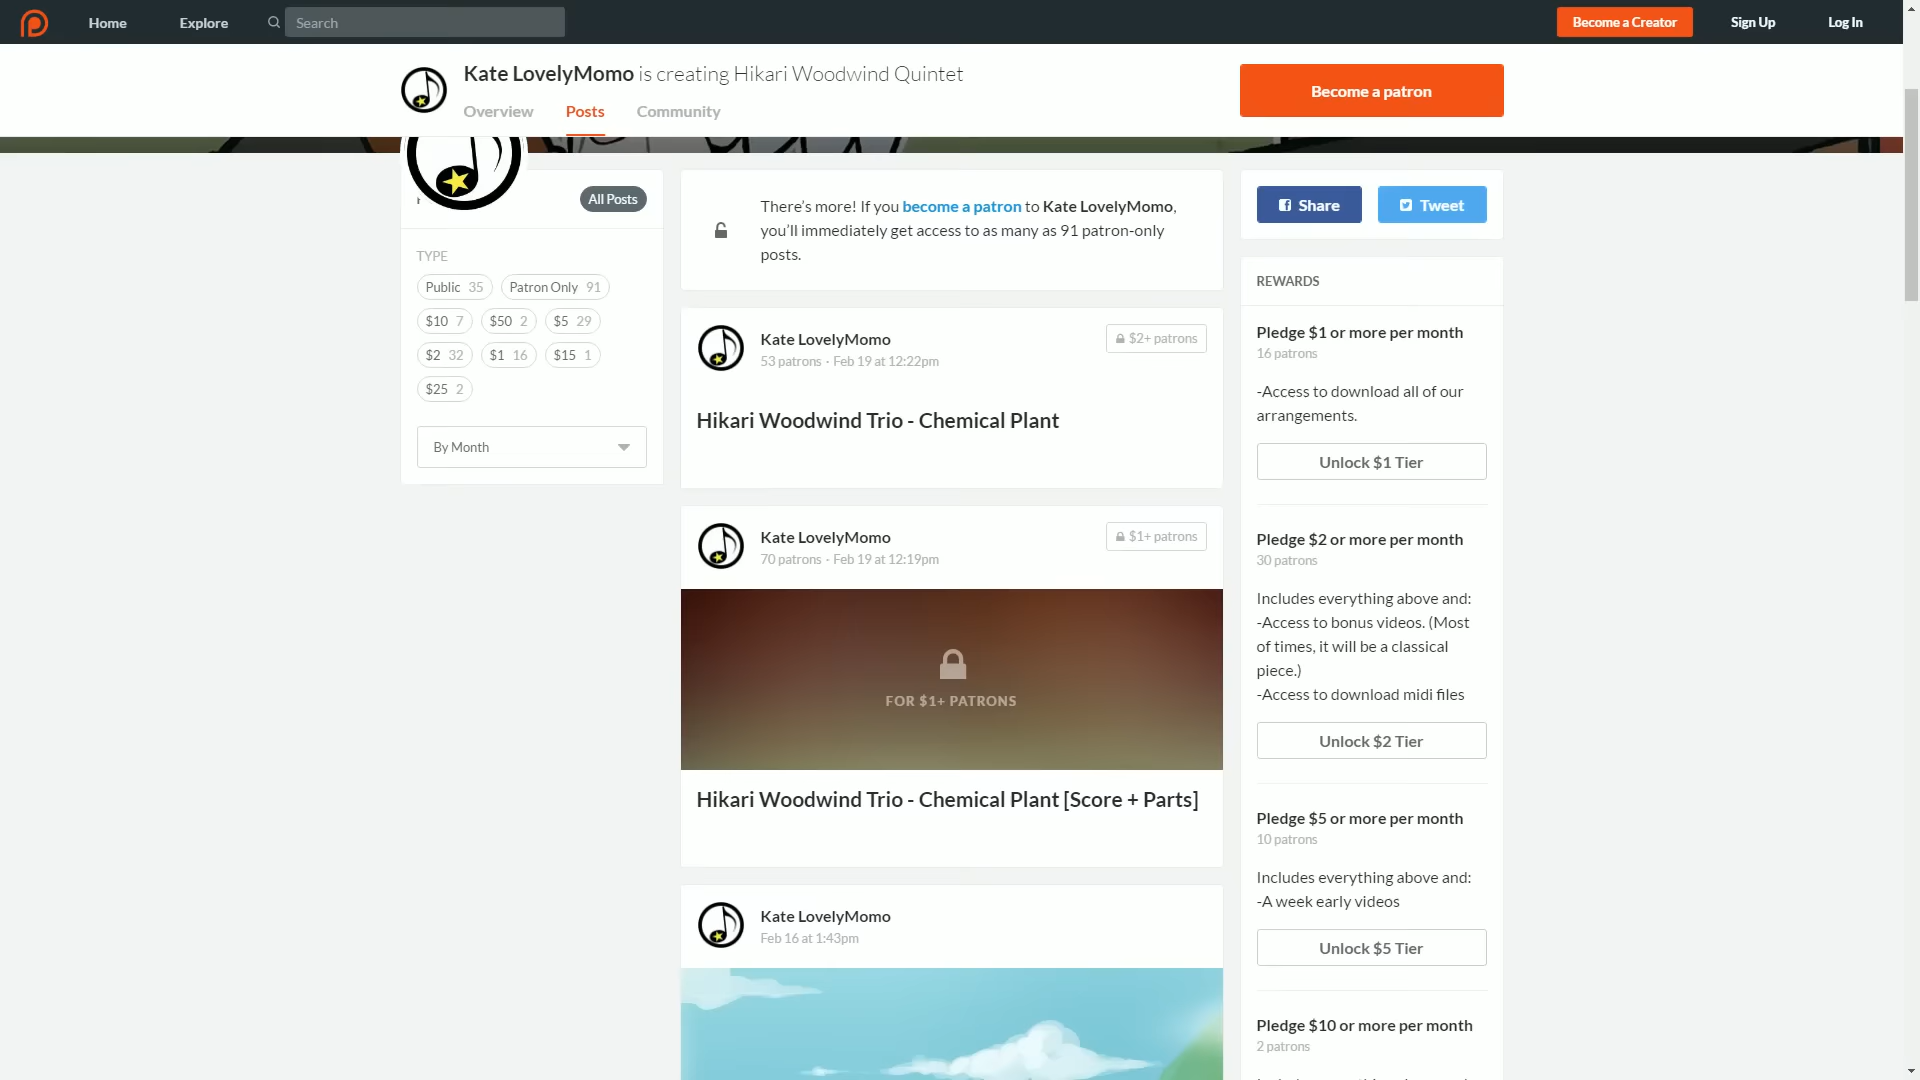 Home
Explore
Search
Become a Creator
Sign Up
Log In
Kate LovelyMomo is creating Hikari Woodwind Quintet
Overview
Posts
Community
Become a patron
All Posts
TYPE
Public 35
Patron Only 91
$10 7
$50 2
$5 29
$2 32
$1 16
$15 1
$25 2
By Month
There's more! If you become a patron to Kate LovelyMomo,
you'll immediately get access to as many as 91 patron-only
posts.
Kate LovelyMomo
53 patrons · Feb 19 at 12:22pm
$2+ patrons
Hikari Woodwind Trio - Chemical Plant
Kate LovelyMomo
70 patrons · Feb 19 at 12:19pm
$1+ patrons
FOR $1+ PATRONS
Hikari Woodwind Trio - Chemical Plant [Score + Parts]
Kate LovelyMomo
Feb 16 at 1:43pm
Share
Tweet
REWARDS
Pledge $1 or more per month
16 patrons
-Access to download all of our
arrangements.
Unlock $1 Tier
Pledge $2 or more per month
30 patrons
Includes everything above and:
-Access to bonus videos. (Most
of times, it will be a classical
piece.)
-Access to download midi files
Unlock $2 Tier
Pledge $5 or more per month
10 patrons
Includes everything above and:
-A week early videos
Unlock $5 Tier
Pledge $10 or more per month
2 patrons